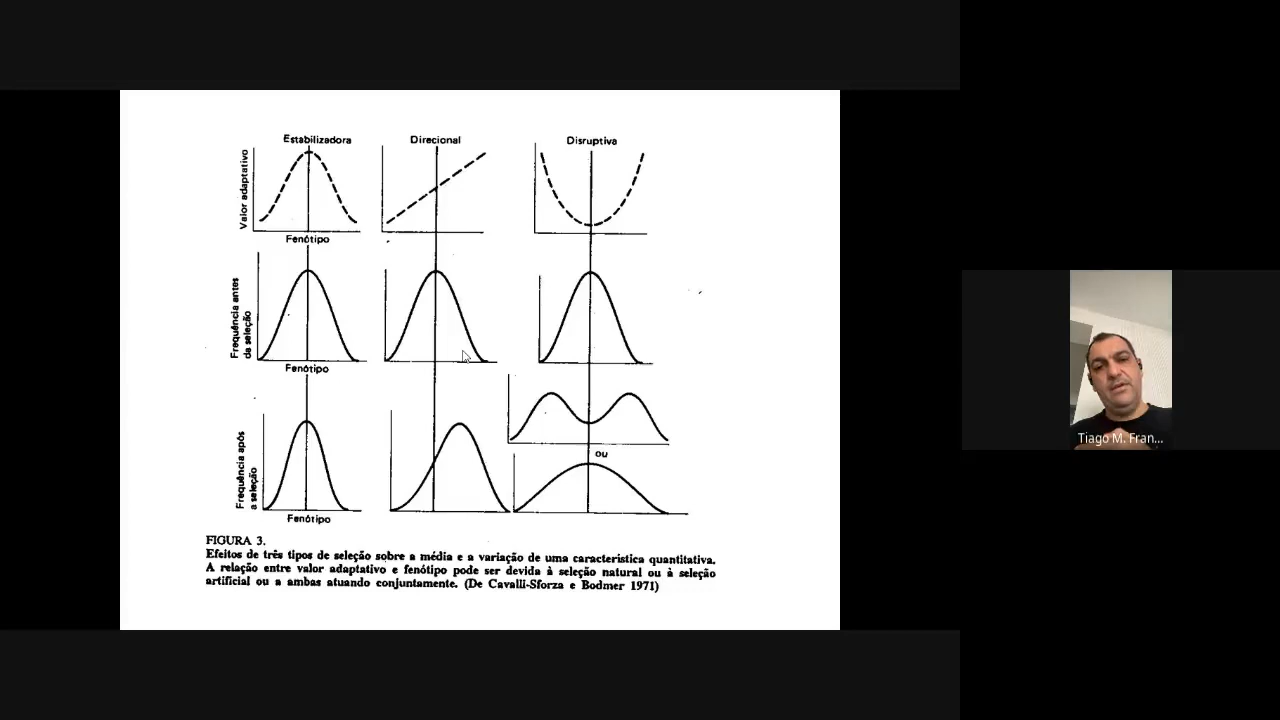 Estabilizadora
Direcional
Disruptiva
Valor adaptativo
Fenótipo
Frequência antes
da seleção
Fenótipo
Frequência após
a seleção
ou
Fenótipo
FIGURA 3.
Efeitos de três tipos de seleção sobre a média e a variação de uma característica quantitativa.
A relação entre valor adaptativo e fenótipo pode ser devida à seleção natural ou à seleção
artificial ou a ambas atuando conjuntamente. (De Cavalli-Sforza e Bodmer 1971)
Tiago M. Fran...